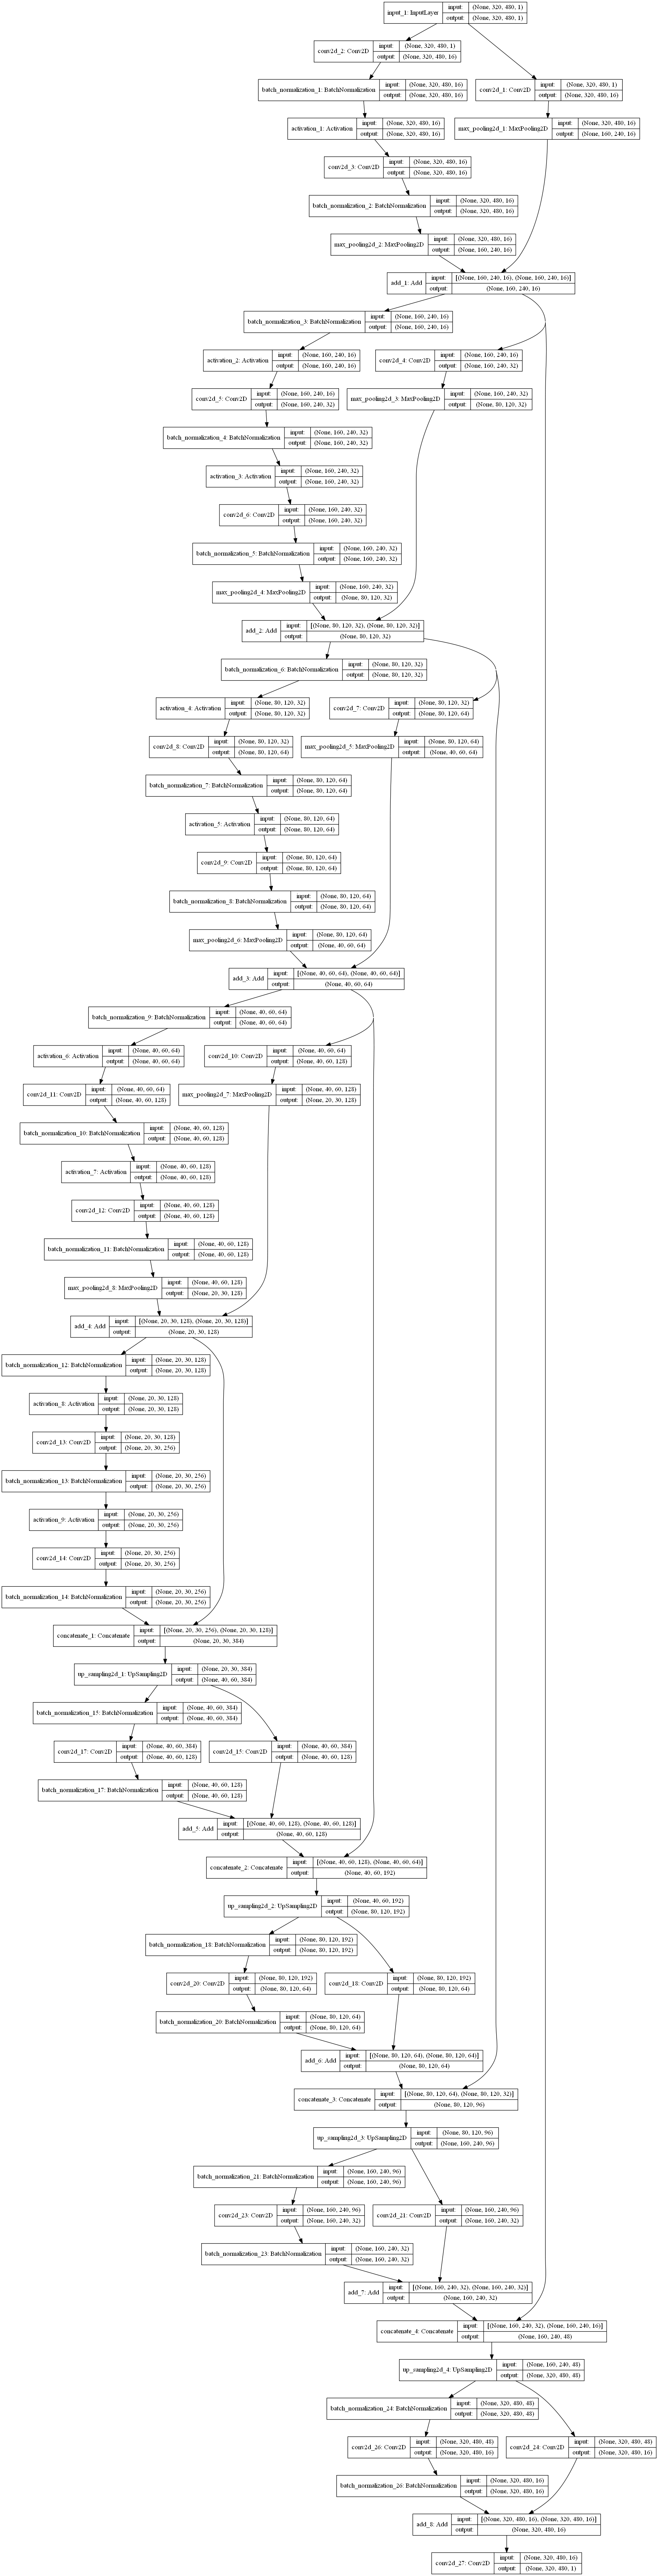 input_1: InputLayer
input: (None, 320, 480, 1)
output: (None, 320, 480, 1)
conv2d_2: Conv2D
input: (None, 320, 480, 1)
output: (None, 320, 480, 16)
batch_normalization_1: BatchNormalization
input: (None, 320, 480, 16)
output: (None, 320, 480, 16)
conv2d_1: Conv2D
input: (None, 320, 480, 1)
output: (None, 320, 480, 16)
activation_1: Activation
input: (None, 320, 480, 16)
output: (None, 320, 480, 16)
max_pooling2d_1: MaxPooling2D
input: (None, 320, 480, 16)
output: (None, 160, 240, 16)
conv2d_3: Conv2D
input: (None, 320, 480, 16)
output: (None, 320, 480, 16)
batch_normalization_2: BatchNormalization
input: (None, 320, 480, 16)
output: (None, 320, 480, 16)
max_pooling2d_2: MaxPooling2D
input: (None, 320, 480, 16)
output: (None, 160, 240, 16)
add_1: Add
input: [(None, 160, 240, 16), (None, 160, 240, 16)]
output: (None, 160, 240, 16)
batch_normalization_3: BatchNormalization
input: (None, 160, 240, 16)
output: (None, 160, 240, 16)
activation_2: Activation
input: (None, 160, 240, 16)
output: (None, 160, 240, 16)
conv2d_4: Conv2D
input: (None, 160, 240, 16)
output: (None, 160, 240, 32)
conv2d_5: Conv2D
input: (None, 160, 240, 16)
output: (None, 160, 240, 32)
max_pooling2d_3: MaxPooling2D
input: (None, 160, 240, 32)
output: (None, 80, 120, 32)
batch_normalization_4: BatchNormalization
input: (None, 160, 240, 32)
output: (None, 160, 240, 32)
activation_3: Activation
input: (None, 160, 240, 32)
output: (None, 160, 240, 32)
conv2d_6: Conv2D
input: (None, 160, 240, 32)
output: (None, 160, 240, 32)
batch_normalization_5: BatchNormalization
input: (None, 160, 240, 32)
output: (None, 160, 240, 32)
max_pooling2d_4: MaxPooling2D
input: (None, 160, 240, 32)
output: (None, 80, 120, 32)
add_2: Add
input: [(None, 80, 120, 32), (None, 80, 120, 32)]
output: (None, 80, 120, 32)
batch_normalization_6: BatchNormalization
input: (None, 80, 120, 32)
output: (None, 80, 120, 32)
activation_4: Activation
input: (None, 80, 120, 32)
output: (None, 80, 120, 32)
conv2d_7: Conv2D
input: (None, 80, 120, 32)
output: (None, 80, 120, 64)
conv2d_8: Conv2D
input: (None, 80, 120, 32)
output: (None, 80, 120, 64)
max_pooling2d_5: MaxPooling2D
input: (None, 80, 120, 64)
output: (None, 40, 60, 64)
batch_normalization_7: BatchNormalization
input: (None, 80, 120, 64)
output: (None, 80, 120, 64)
activation_5: Activation
input: (None, 80, 120, 64)
output: (None, 80, 120, 64)
conv2d_9: Conv2D
input: (None, 80, 120, 64)
output: (None, 80, 120, 64)
batch_normalization_8: BatchNormalization
input: (None, 80, 120, 64)
output: (None, 80, 120, 64)
max_pooling2d_6: MaxPooling2D
input: (None, 80, 120, 64)
output: (None, 40, 60, 64)
add_3: Add
input: [(None, 40, 60, 64), (None, 40, 60, 64)]
output: (None, 40, 60, 64)
batch_normalization_9: BatchNormalization
input: (None, 40, 60, 64)
output: (None, 40, 60, 64)
activation_6: Activation
input: (None, 40, 60, 64)
output: (None, 40, 60, 64)
conv2d_10: Conv2D
input: (None, 40, 60, 64)
output: (None, 40, 60, 128)
conv2d_11: Conv2D
input: (None, 40, 60, 64)
output: (None, 40, 60, 128)
max_pooling2d_7: MaxPooling2D
input: (None, 40, 60, 128)
output: (None, 20, 30, 128)
batch_normalization_10: BatchNormalization
input: (None, 40, 60, 128)
output: (None, 40, 60, 128)
activation_7: Activation
input: (None, 40, 60, 128)
output: (None, 40, 60, 128)
conv2d_12: Conv2D
input: (None, 40, 60, 128)
output: (None, 40, 60, 128)
batch_normalization_11: BatchNormalization
input: (None, 40, 60, 128)
output: (None, 40, 60, 128)
max_pooling2d_8: MaxPooling2D
input: (None, 40, 60, 128)
output: (None, 20, 30, 128)
add_4: Add
input: [(None, 20, 30, 128), (None, 20, 30, 128)]
output: (None, 20, 30, 128)
batch_normalization_12: BatchNormalization
input: (None, 20, 30, 128)
output: (None, 20, 30, 128)
activation_8: Activation
input: (None, 20, 30, 128)
output: (None, 20, 30, 128)
conv2d_13: Conv2D
input: (None, 20, 30, 128)
output: (None, 20, 30, 256)
batch_normalization_13: BatchNormalization
input: (None, 20, 30, 256)
output: (None, 20, 30, 256)
activation_9: Activation
input: (None, 20, 30, 256)
output: (None, 20, 30, 256)
conv2d_14: Conv2D
input: (None, 20, 30, 256)
output: (None, 20, 30, 256)
batch_normalization_14: BatchNormalization
input: (None, 20, 30, 256)
output: (None, 20, 30, 256)
concatenate_1: Concatenate
input: [(None, 20, 30, 256), (None, 20, 30, 128)]
output: (None, 20, 30, 384)
up_sampling2d_1: UpSampling2D
input: (None, 20, 30, 384)
output: (None, 40, 60, 384)
batch_normalization_15: BatchNormalization
input: (None, 40, 60, 384)
output: (None, 40, 60, 384)
conv2d_17: Conv2D
input: (None, 40, 60, 384)
output: (None, 40, 60, 128)
conv2d_15: Conv2D
input: (None, 40, 60, 384)
output: (None, 40, 60, 128)
batch_normalization_17: BatchNormalization
input: (None, 40, 60, 128)
output: (None, 40, 60, 128)
add_5: Add
input: [(None, 40, 60, 128), (None, 40, 60, 128)]
output: (None, 40, 60, 128)
concatenate_2: Concatenate
input: [(None, 40, 60, 128), (None, 40, 60, 64)]
output: (None, 40, 60, 192)
up_sampling2d_2: UpSampling2D
input: (None, 40, 60, 192)
output: (None, 80, 120, 192)
batch_normalization_18: BatchNormalization
input: (None, 80, 120, 192)
output: (None, 80, 120, 192)
conv2d_20: Conv2D
input: (None, 80, 120, 192)
output: (None, 80, 120, 64)
conv2d_18: Conv2D
input: (None, 80, 120, 192)
output: (None, 80, 120, 64)
batch_normalization_20: BatchNormalization
input: (None, 80, 120, 64)
output: (None, 80, 120, 64)
add_6: Add
input: [(None, 80, 120, 64), (None, 80, 120, 64)]
output: (None, 80, 120, 64)
concatenate_3: Concatenate
input: [(None, 80, 120, 64), (None, 80, 120, 32)]
output: (None, 80, 120, 96)
up_sampling2d_3: UpSampling2D
input: (None, 80, 120, 96)
output: (None, 160, 240, 96)
batch_normalization_21: BatchNormalization
input: (None, 160, 240, 96)
output: (None, 160, 240, 96)
conv2d_23: Conv2D
input: (None, 160, 240, 96)
output: (None, 160, 240, 32)
conv2d_21: Conv2D
input: (None, 160, 240, 96)
output: (None, 160, 240, 32)
batch_normalization_23: BatchNormalization
input: (None, 160, 240, 32)
output: (None, 160, 240, 32)
add_7: Add
input: [(None, 160, 240, 32), (None, 160, 240, 32)]
output: (None, 160, 240, 32)
concatenate_4: Concatenate
input: [(None, 160, 240, 32), (None, 160, 240, 16)]
output: (None, 160, 240, 48)
up_sampling2d_4: UpSampling2D
input: (None, 160, 240, 48)
output: (None, 320, 480, 48)
batch_normalization_24: BatchNormalization
input: (None, 320, 480, 48)
output: (None, 320, 480, 48)
conv2d_26: Conv2D
input: (None, 320, 480, 48)
output: (None, 320, 480, 16)
conv2d_24: Conv2D
input: (None, 320, 480, 48)
output: (None, 320, 480, 16)
batch_normalization_26: BatchNormalization
input: (None, 320, 480, 16)
output: (None, 320, 480, 16)
add_8: Add
input: [(None, 320, 480, 16), (None, 320, 480, 16)]
output: (None, 320, 480, 16)
conv2d_27: Conv2D
input: (None, 320, 480, 16)
output: (None, 320, 480, 1)